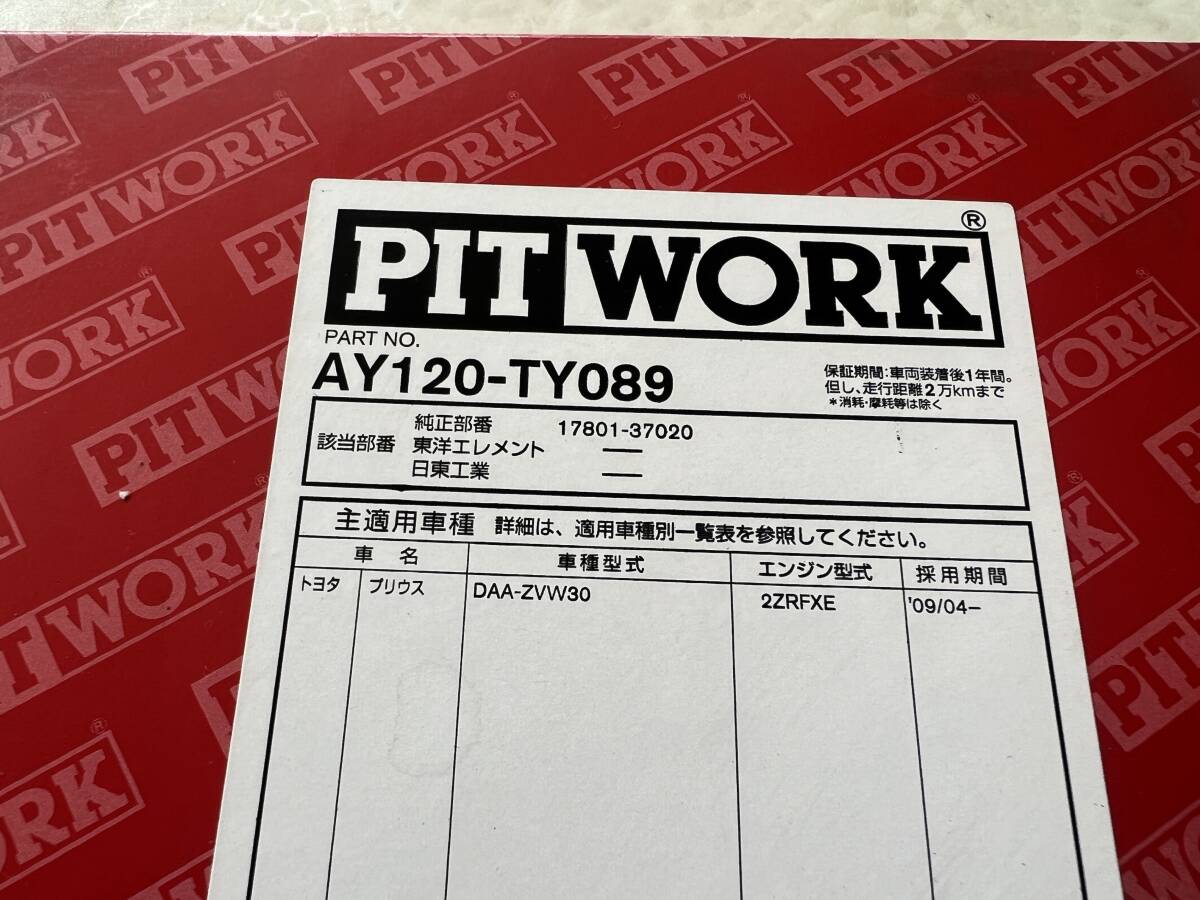 PIT WORK®
PART NO.
AY120-TY089
保証期間:車両装着後1年間。
但し、走行距離2万kmまで
*消耗・摩耗等は除く
該当部番
純正部番 17801-37020
東洋エレメント —
日東工業 —
主適用車種 詳細は、適用車種別一覧表を参照してください。
車名 車種型式 エンジン型式 採用期間
トヨタ プリウス DAA-ZVW30 2ZRFXE '09/04-